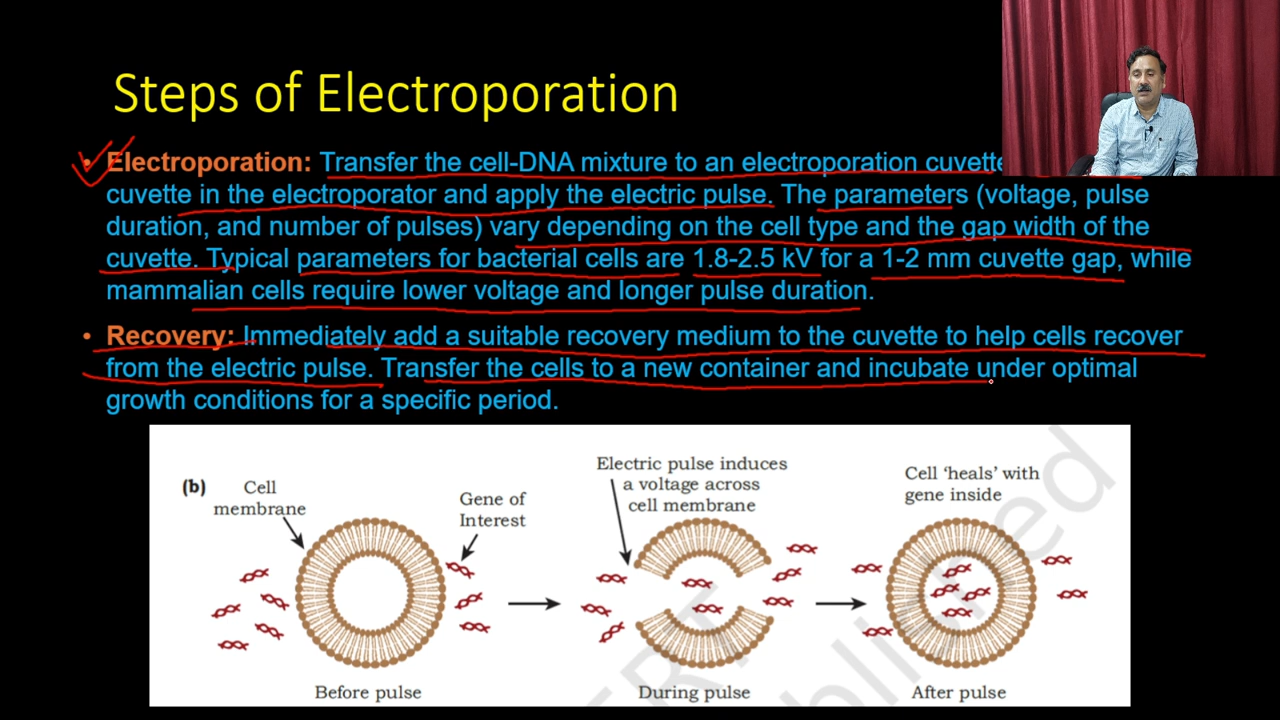 Steps of Electroporation
• Electroporation: Transfer the cell-DNA mixture to an electroporation cuvette
cuvette in the electroporator and apply the electric pulse. The parameters (voltage, pulse
duration, and number of pulses) vary depending on the cell type and the gap width of the
cuvette. Typical parameters for bacterial cells are 1.8-2.5 kV for a 1-2 mm cuvette gap, while
mammalian cells require lower voltage and longer pulse duration.
• Recovery: Immediately add a suitable recovery medium to the cuvette to help cells recover
from the electric pulse. Transfer the cells to a new container and incubate under optimal
growth conditions for a specific period.
(b)
Cell
membrane
Gene of
Interest
Electric pulse induces
a voltage across
cell membrane
Cell ‘heals’ with
gene inside
Before pulse
During pulse
After pulse